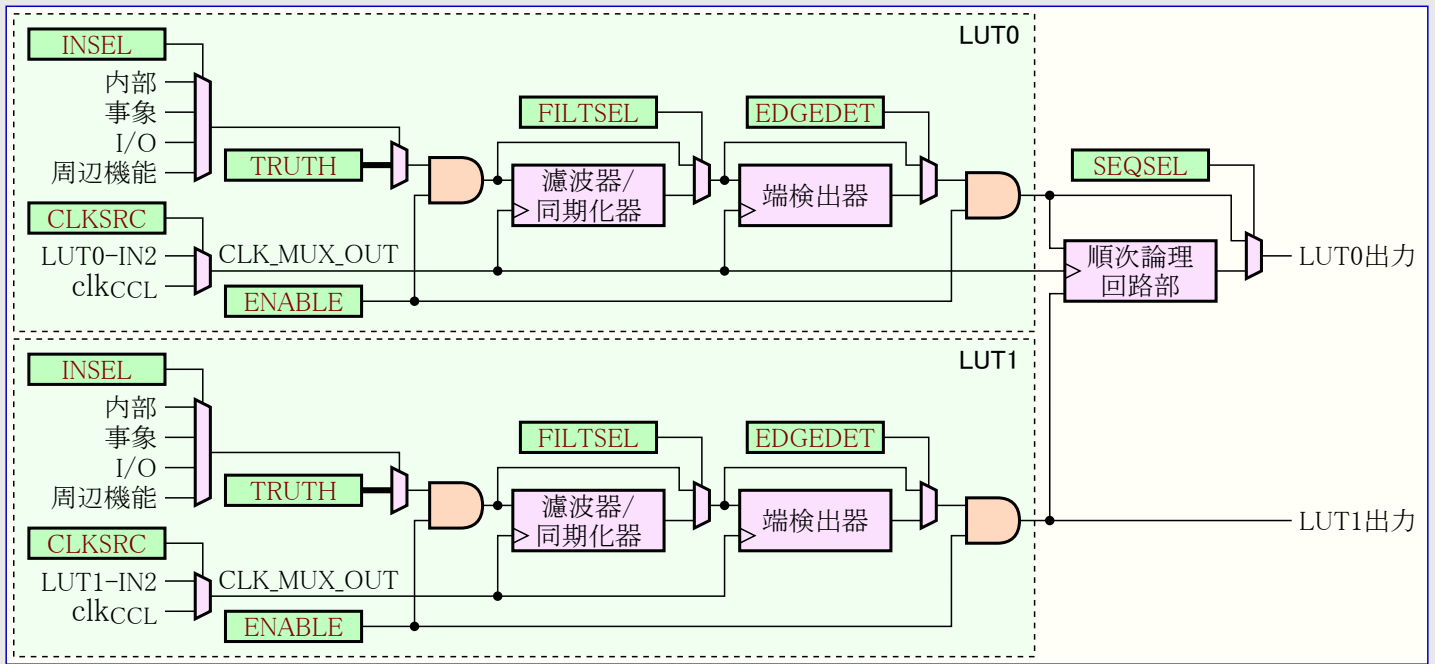 LUT0
INSEL
内部
事象
I/O
周辺機能
TRUTH
FILTSEL
EDGEDET
濾波器/
同期化器
端検出器
SEQSEL
CLKSRC
LUT0-IN2
clkCCL
CLK_MUX_OUT
ENABLE
順次論理
回路部
LUT0出力
LUT1
INSEL
内部
事象
I/O
周辺機能
TRUTH
FILTSEL
EDGEDET
濾波器/
同期化器
端検出器
CLKSRC
LUT1-IN2
clkCCL
CLK_MUX_OUT
ENABLE
LUT1出力